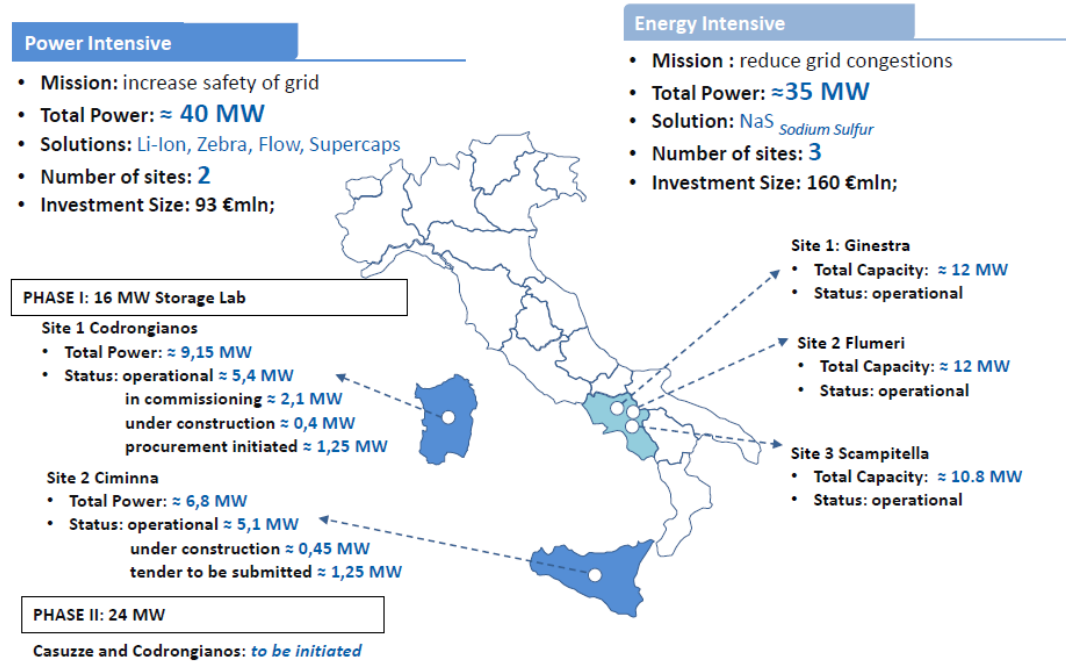 Power Intensive
• Mission: increase safety of grid
• Total Power: ≈ 40 MW
• Solutions: Li-Ion, Zebra, Flow, Supercaps
• Number of sites: 2
• Investment Size: 93 €mln;
Energy Intensive
• Mission : reduce grid congestions
• Total Power: ≈35 MW
• Solution: NaS Sodium Sulfur
• Number of sites: 3
• Investment Size: 160 €mln;
PHASE I: 16 MW Storage Lab
Site 1 Codrongianos
• Total Power: ≈ 9,15 MW
• Status: operational ≈ 5,4 MW
in commissioning ≈ 2,1 MW
under construction ≈ 0,4 MW
procurement initiated ≈ 1,25 MW
Site 2 Ciminna
• Total Power: ≈ 6,8 MW
• Status: operational ≈ 5,1 MW
under construction ≈ 0,45 MW
tender to be submitted ≈ 1,25 MW
PHASE II: 24 MW
Casuzze and Codrongianos: to be initiated
Site 1: Ginestra
• Total Capacity: ≈ 12 MW
• Status: operational
Site 2 Flumeri
• Total Capacity: ≈ 12 MW
• Status: operational
Site 3 Scampitella
• Total Capacity: ≈ 10.8 MW
• Status: operational